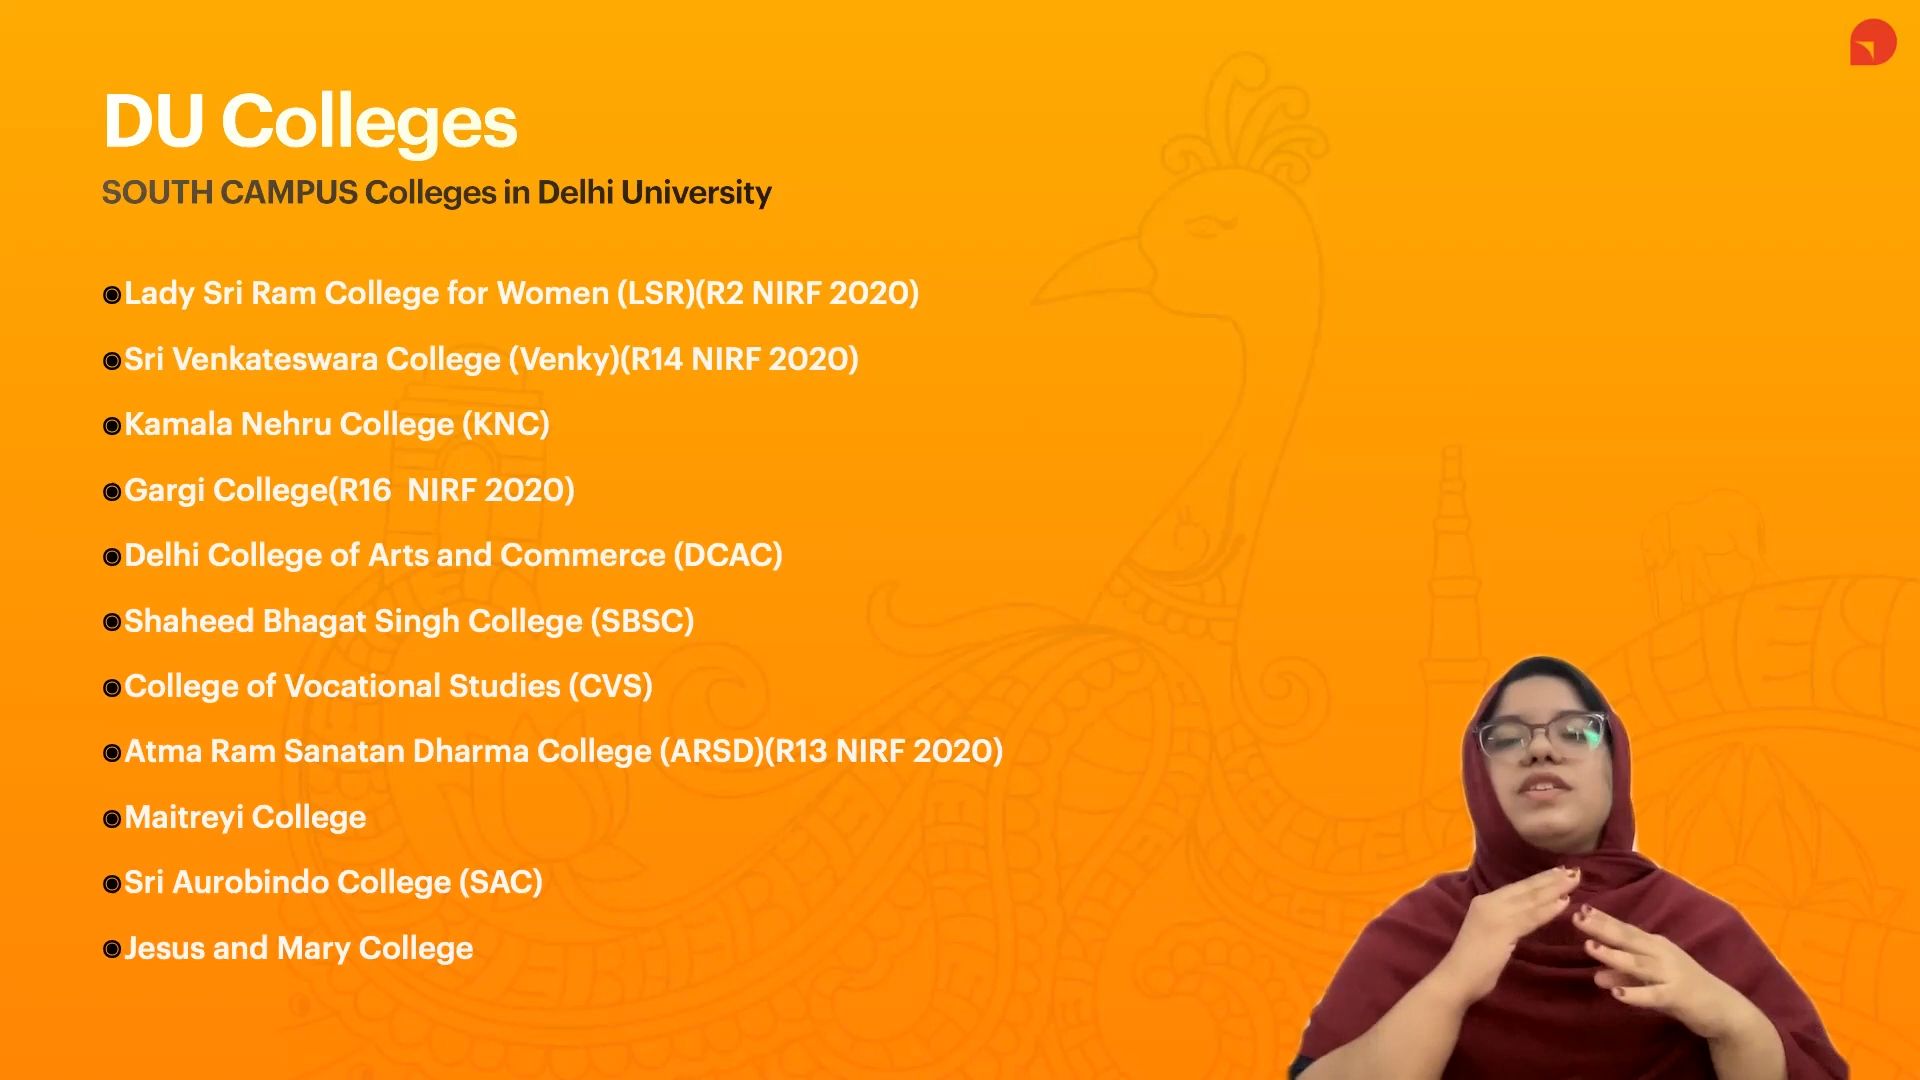 DU Colleges
SOUTH CAMPUS Colleges in Delhi University
◉Lady Sri Ram College for Women (LSR)(R2 NIRF 2020)
◉Sri Venkateswara College (Venky)(R14 NIRF 2020)
◉Kamala Nehru College (KNC)
◉Gargi College(R16  NIRF 2020)
◉Delhi College of Arts and Commerce (DCAC)
◉Shaheed Bhagat Singh College (SBSC)
◉College of Vocational Studies (CVS)
◉Atma Ram Sanatan Dharma College (ARSD)(R13 NIRF 2020)
◉Maitreyi College
◉Sri Aurobindo College (SAC)
◉Jesus and Mary College